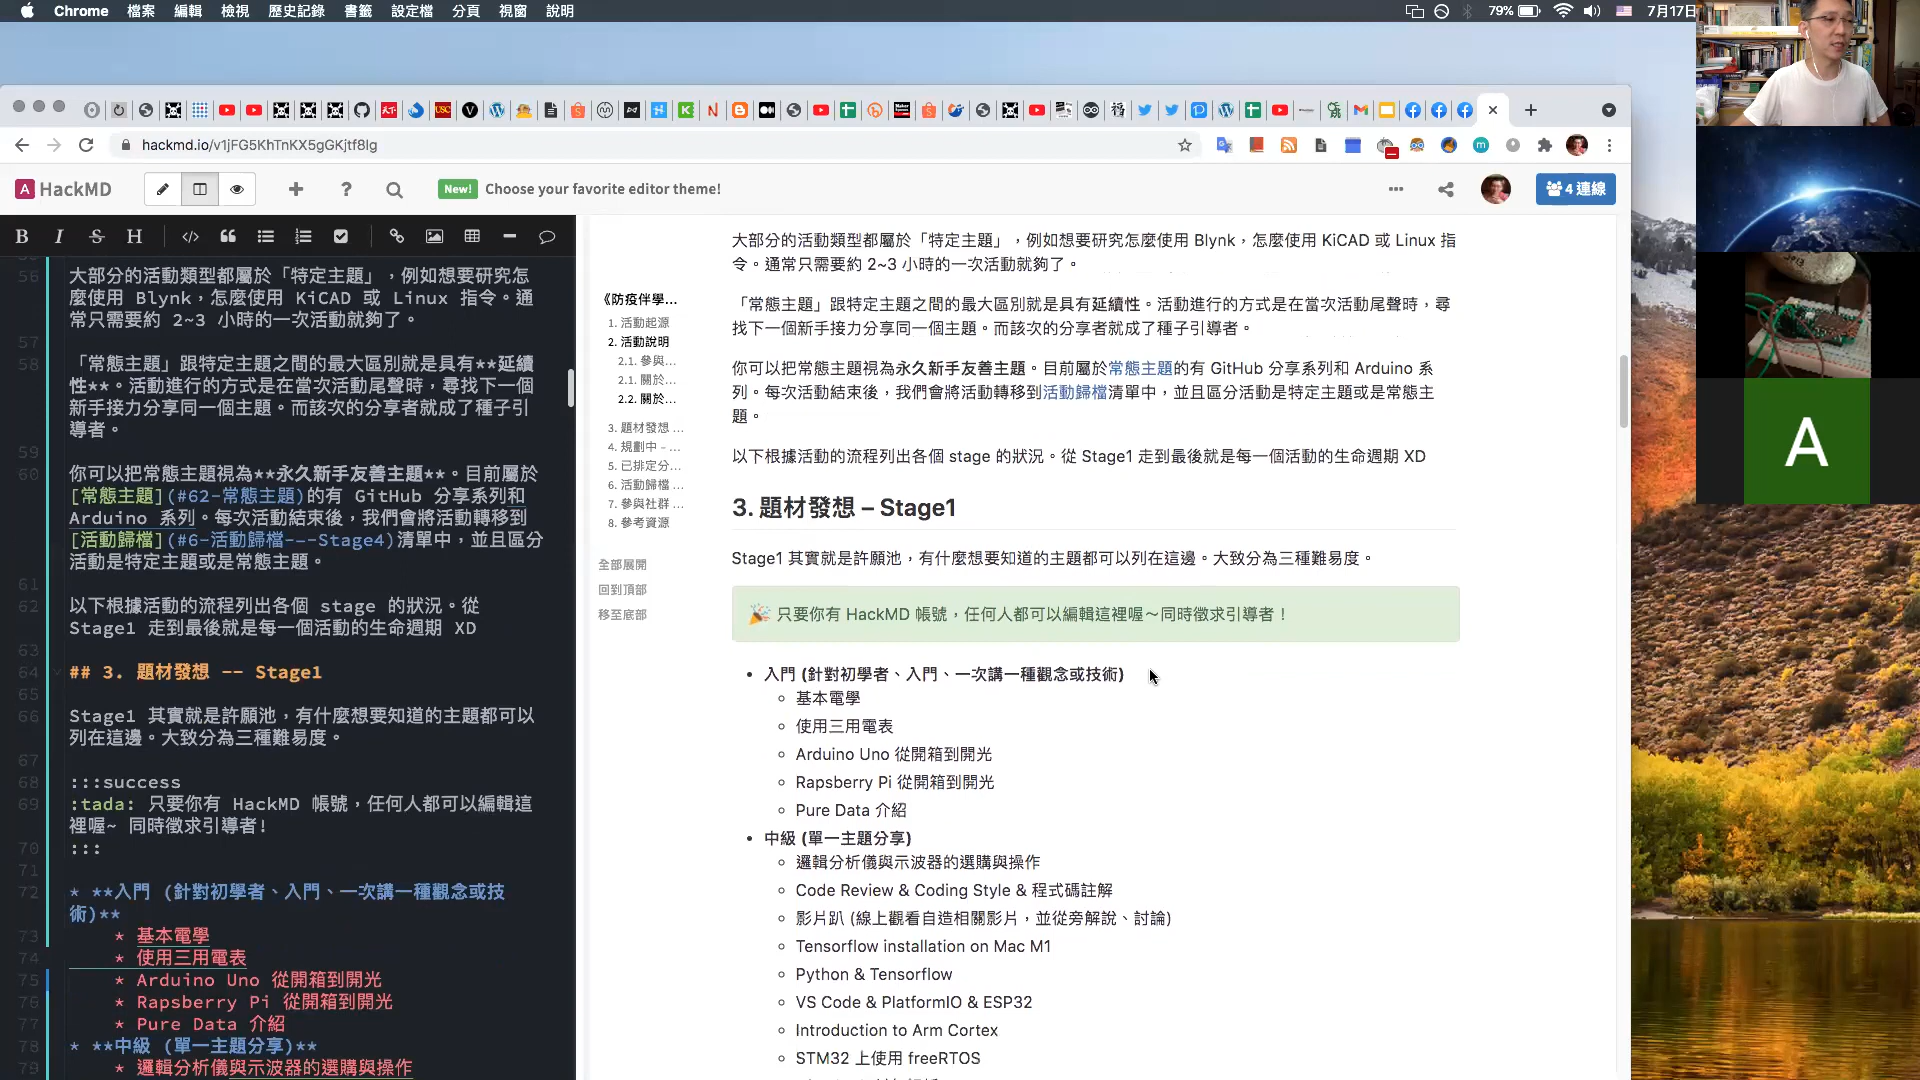 Chrome 檔案 編輯 檢視 歷史記錄 書籤 設定檔 分頁 視窗 說明
79% 7月17日
hackmd.io/v1jFG5KhTnKX5gGKjtf8lg
HackMD
New! Choose your favorite editor theme!
4 連線
56 大部分的活動類型都屬於「特定主題」，例如想要研究怎
麼使用 Blynk，怎麼使用 KiCAD 或 Linux 指令。通
常只需要約 2~3 小時的一次活動就夠了。
57
58 「常態主題」跟特定主題之間的最大區別就是具有**延續
性**。活動進行的方式是在當次活動尾聲時，尋找下一個
新手接力分享同一個主題。而該次的分享者就成了種子引
導者。
59
60 你可以把常態主題視為**永久新手友善主題**。目前屬於
[常態主題](#62-常態主題)的有 GitHub 分享系列和
Arduino 系列。每次活動結束後，我們會將活動轉移到
[活動歸檔](#6-活動歸檔---Stage4)清單中，並且區分
活動是特定主題或是常態主題。
61
62 以下根據活動的流程列出各個 stage 的狀況。從
Stage1 走到最後就是每一個活動的生命週期 XD
63
64 ## 3. 題材發想 -- Stage1
65
66 Stage1 其實就是許願池，有什麼想要知道的主題都可以
列在這邊。大致分為三種難易度。
67
68 :::success
69 :tada: 只要你有 HackMD 帳號，任何人都可以編輯這
裡喔~ 同時徵求引導者!
70 :::
71
72 * **入門 (針對初學者、入門、一次講一種觀念或技
術)**
73 * 基本電學
74 * 使用三用電表
75 * Arduino Uno 從開箱到開光
76 * Rapsberry Pi 從開箱到開光
77 * Pure Data 介紹
78 * **中級 (單一主題分享)**
79 * 邏輯分析儀與示波器的選購與操作
《防疫伴學...
1. 活動起源
2. 活動說明
2.1. 參與...
2.1. 關於...
2.2. 關於...
3. 題材發想 ...
4. 規劃中 – ...
5. 已排定分...
6. 活動歸檔 ...
7. 參與社群 ...
8. 參考資源
全部展開
回到頂部
移至底部
大部分的活動類型都屬於「特定主題」，例如想要研究怎麼使用 Blynk，怎麼使用 KiCAD 或 Linux 指
令。通常只需要約 2~3 小時的一次活動就夠了。
「常態主題」跟特定主題之間的最大區別就是具有延續性。活動進行的方式是在當次活動尾聲時，尋
找下一個新手接力分享同一個主題。而該次的分享者就成了種子引導者。
你可以把常態主題視為永久新手友善主題。目前屬於常態主題的有 GitHub 分享系列和 Arduino 系
列。每次活動結束後，我們會將活動轉移到活動歸檔清單中，並且區分活動是特定主題或是常態主
題。
以下根據活動的流程列出各個 stage 的狀況。從 Stage1 走到最後就是每一個活動的生命週期 XD
3. 題材發想 – Stage1
Stage1 其實就是許願池，有什麼想要知道的主題都可以列在這邊。大致分為三種難易度。
🎉 只要你有 HackMD 帳號，任何人都可以編輯這裡喔～同時徵求引導者！
• 入門 (針對初學者、入門、一次講一種觀念或技術)
◦ 基本電學
◦ 使用三用電表
◦ Arduino Uno 從開箱到開光
◦ Rapsberry Pi 從開箱到開光
◦ Pure Data 介紹
• 中級 (單一主題分享)
◦ 邏輯分析儀與示波器的選購與操作
◦ Code Review & Coding Style & 程式碼註解
◦ 影片趴 (線上觀看自造相關影片，並從旁解說、討論)
◦ Tensorflow installation on Mac M1
◦ Python & Tensorflow
◦ VS Code & PlatformIO & ESP32
◦ Introduction to Arm Cortex
◦ STM32 上使用 freeRTOS
A